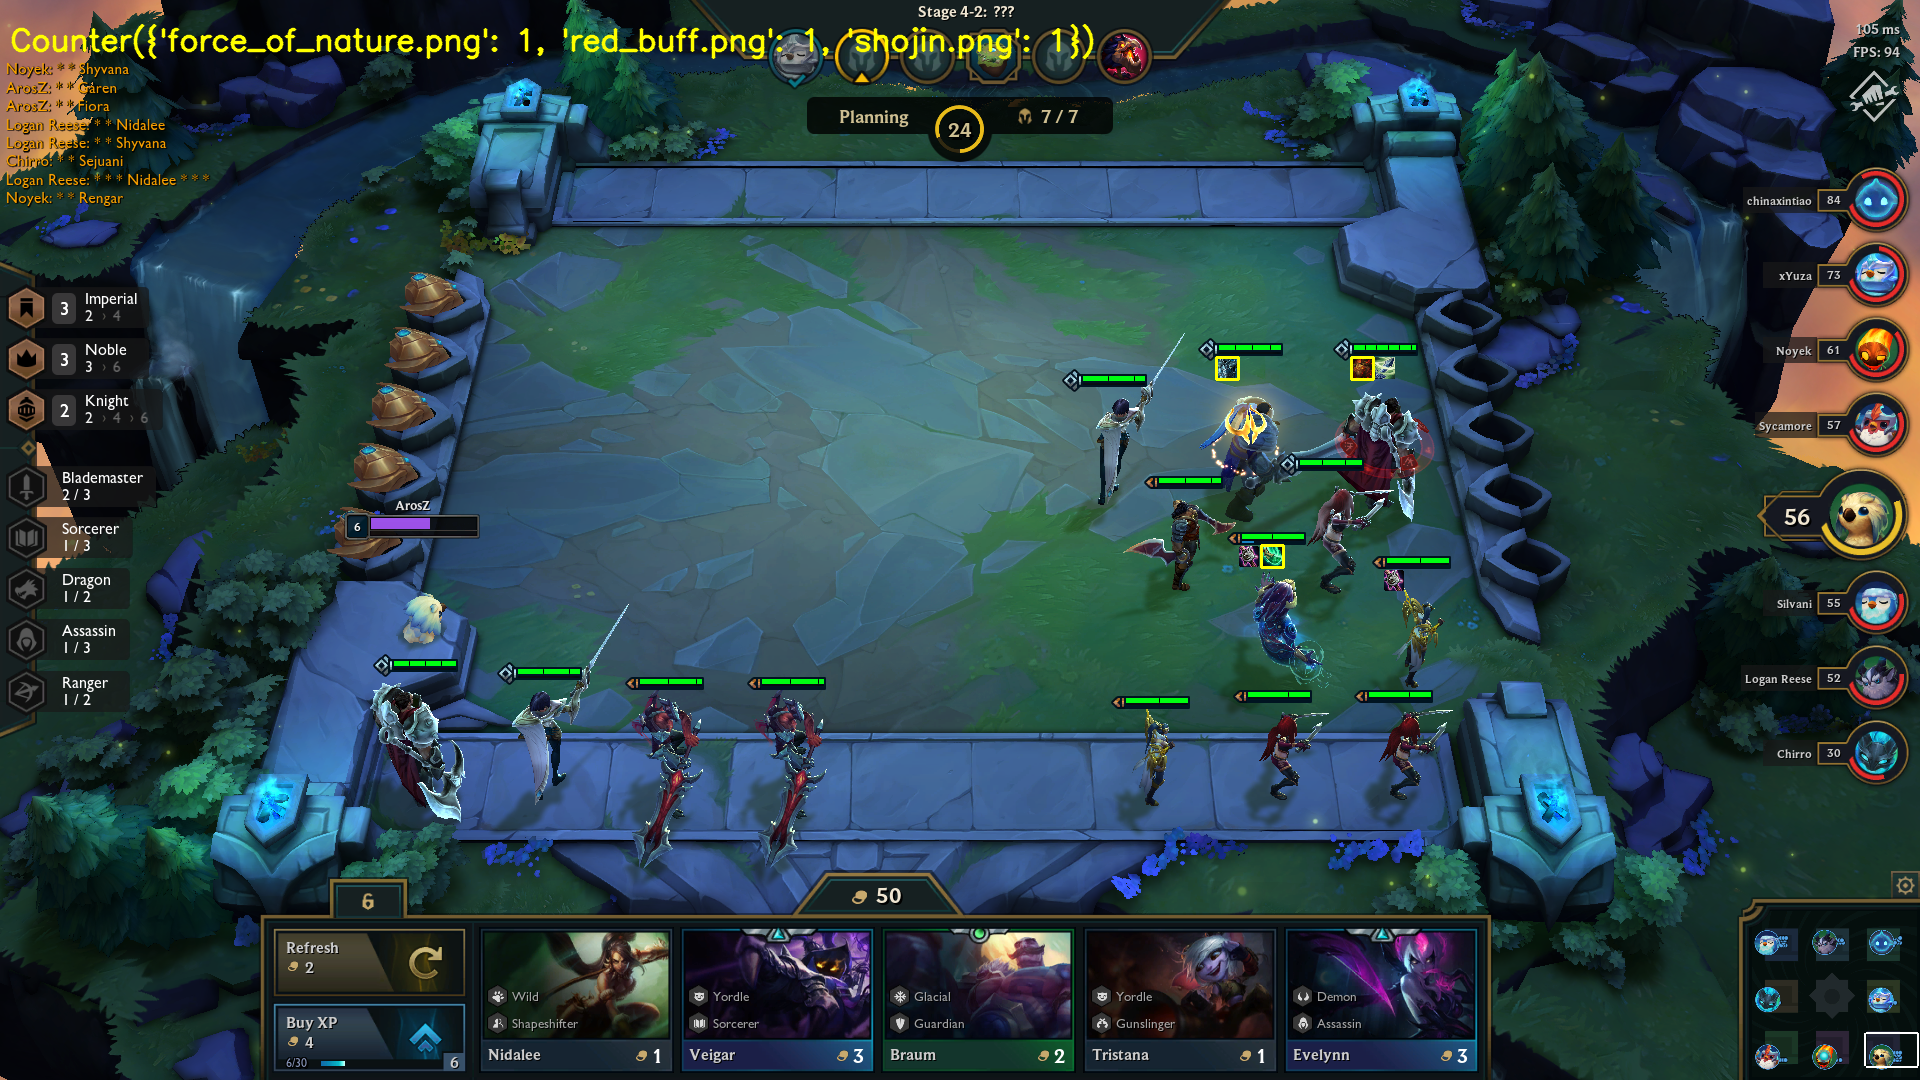 Stage 4-2: ???
Counter({'force_of_nature.png': 1, 'red_buff.png': 1, 'shojin.png': 1})
105 ms
FPS: 94
Noyek: * * Shyvana
ArosZ: * * Garen
ArosZ: * * Fiora
Logan Reese: * * Nidalee
Logan Reese: * * Shyvana
Chirro: * * Sejuani
Logan Reese: * * * Nidalee * * *
Noyek: * * Rengar
Planning
24
7 / 7
chinaxintiao 84
xYuza 73
Noyek 61
Sycamore 57
56
Silvani 55
Logan Reese 52
Chirro 30
3 Imperial
2 › 4
3 Noble
3 › 6
2 Knight
2 › 4 › 6
Blademaster
2 / 3
Sorcerer
1 / 3
Dragon
1 / 2
Assassin
1 / 3
Ranger
1 / 2
ArosZ
6
6
50
Refresh
2
Buy XP
4
6/30
6
Wild
Shapeshifter
Nidalee 1
Yordle
Sorcerer
Veigar 3
Glacial
Guardian
Braum 2
Yordle
Gunslinger
Tristana 1
Demon
Assassin
Evelynn 3